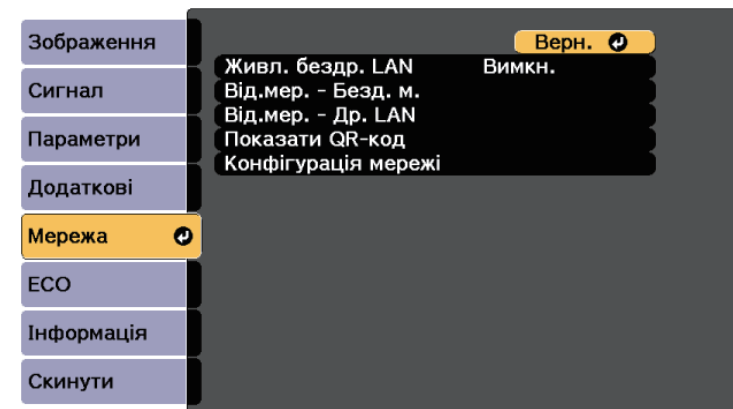 Зображення
Сигнал
Параметри
Додаткові
Мережа
ECO
Інформація
Скинути
Верн.
Живл. бездр. LAN Вимкн.
Від.мер. - Безд. м.
Від.мер. - Др. LAN
Показати QR-код
Конфігурація мережі